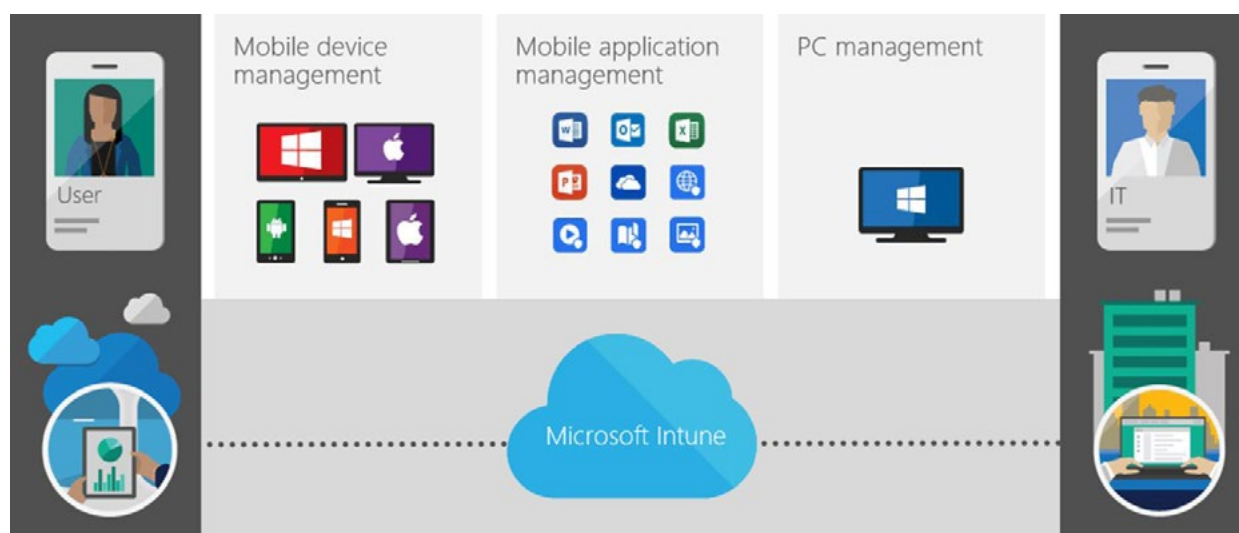 User
Mobile device
management
Mobile application
management
W
O
X
P
PC management
IT
Microsoft Intune